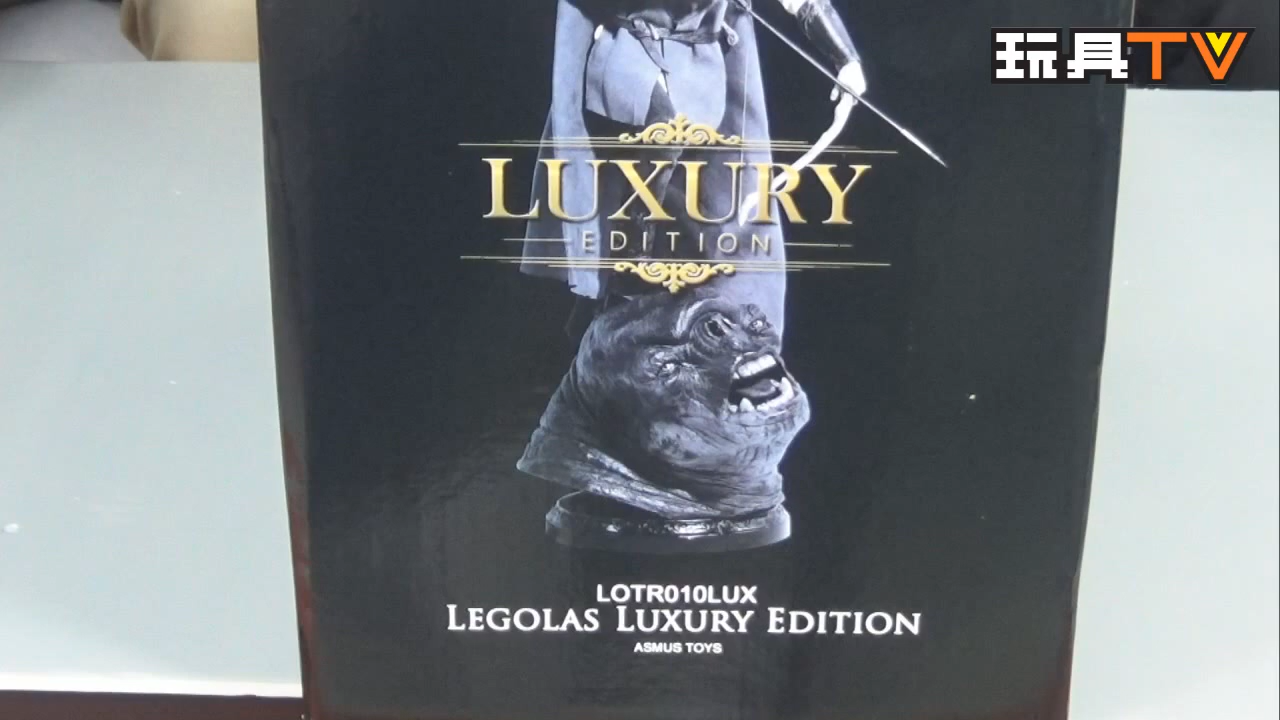 玩具TV
LUXURY
EDITION
LOTR010LUX
LEGOLAS LUXURY EDITION
ASMUS TOYS